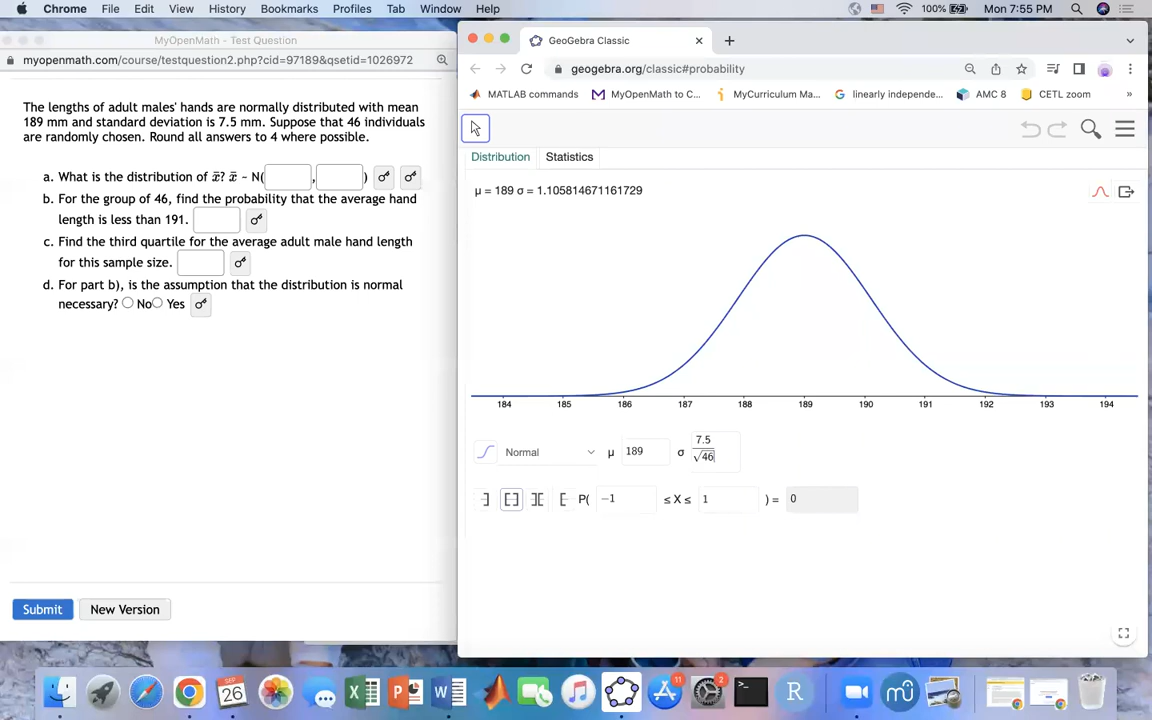 Chrome File Edit View History Bookmarks Profiles Tab Window Help 100% Mon 7:55 PM
MyOpenMath - Test Question
myopenmath.com/course/testquestion2.php?cid=97189&qsetid=1026972
The lengths of adult males' hands are normally distributed with mean
189 mm and standard deviation is 7.5 mm. Suppose that 46 individuals
are randomly chosen. Round all answers to 4 where possible.
a. What is the distribution of x̄? x̄ ~ N( , )
b. For the group of 46, find the probability that the average hand
length is less than 191.
c. Find the third quartile for the average adult male hand length
for this sample size.
d. For part b), is the assumption that the distribution is normal
necessary? No Yes
Submit New Version
GeoGebra Classic
geogebra.org/classic#probability
MATLAB commands MyOpenMath to C... MyCurriculum Ma... linearly independe... AMC 8 CETL zoom »
Distribution Statistics
μ = 189 σ = 1.105814671161729
184 185 186 187 188 189 190 191 192 193 194
Normal μ 189 σ 7.5/√46
P( −1 ≤ X ≤ 1 ) = 0
SEP
26
11
2
R